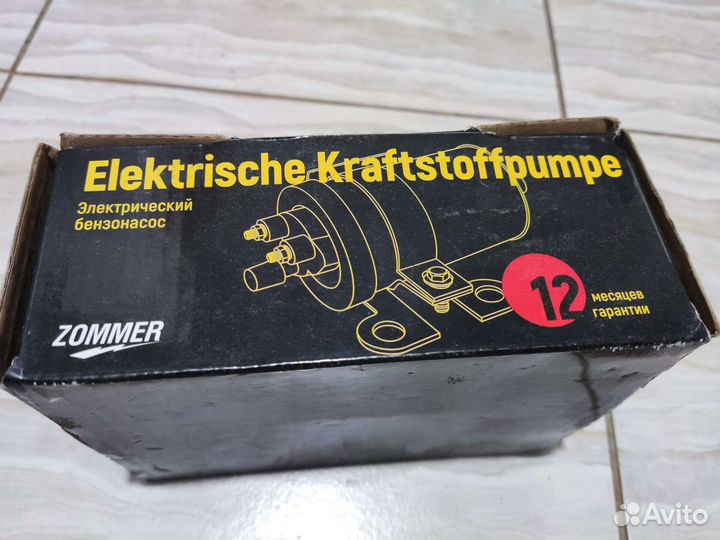 Elektrische Kraftstoffpumpe
Электрический
бензонасос
12
месяцев
гарантии
ZOMMER
Avito